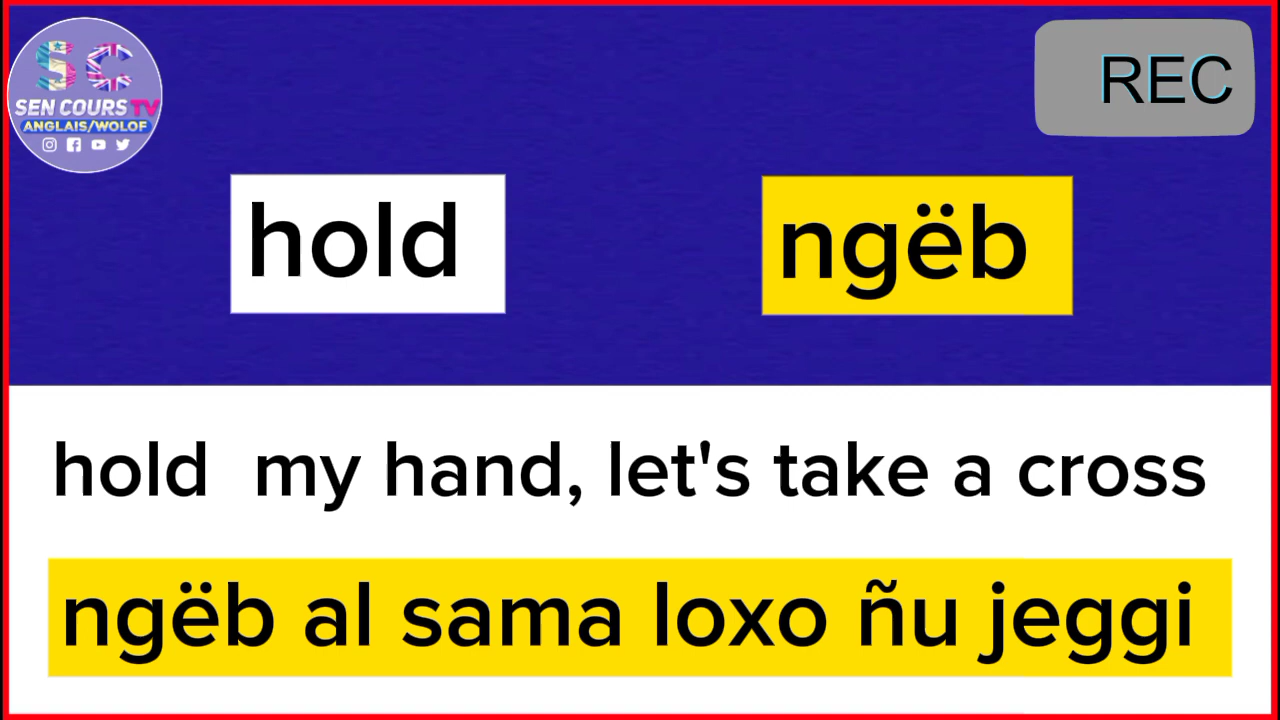 SC
SEN COURS TV
ANGLAIS/WOLOF
REC
hold
ngëb
hold my hand, let's take a cross
ngëb al sama loxo ñu jeggi